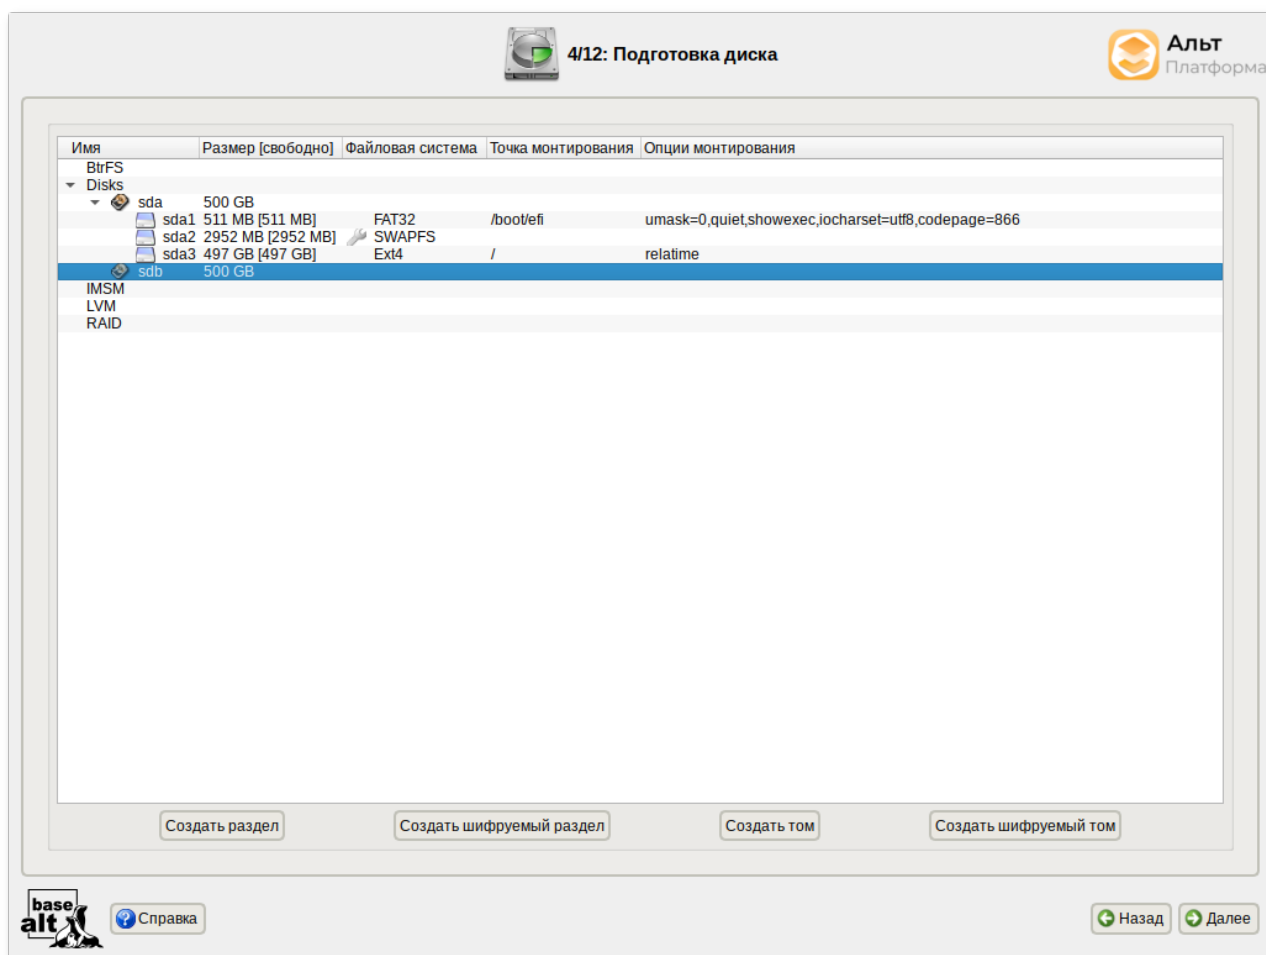 4/12: Подготовка диска
Альт
Платформа
Имя Размер [свободно] Файловая система Точка монтирования Опции монтирования
BtrFS
Disks
sda 500 GB
sda1 511 MB [511 MB] FAT32 /boot/efi umask=0,quiet,showexec,iocharset=utf8,codepage=866
sda2 2952 MB [2952 MB] SWAPFS
sda3 497 GB [497 GB] Ext4 / relatime
sdb 500 GB
IMSM
LVM
RAID
Создать раздел Создать шифруемый раздел Создать том Создать шифруемый том
base
alt
Справка Назад Далее